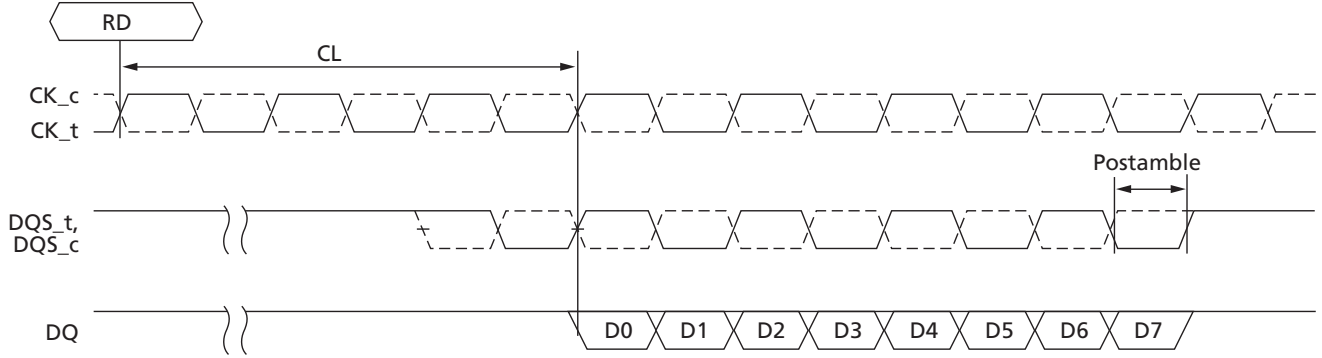 RD
CL
CK_c
CK_t
Postamble
DQS_t,
DQS_c
DQ D0 D1 D2 D3 D4 D5 D6 D7